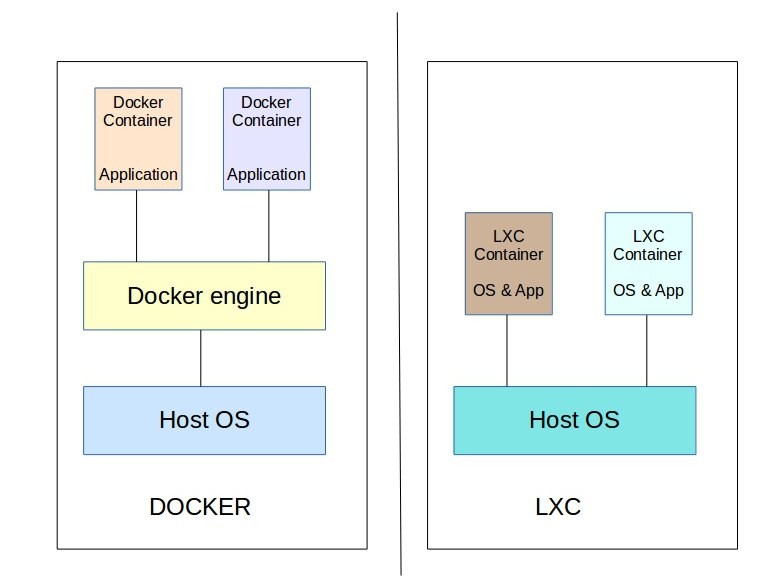 Docker
Container
Application
Docker
Container
Application
Docker engine
Host OS
DOCKER
LXC
Container
OS & App
LXC
Container
OS & App
Host OS
LXC